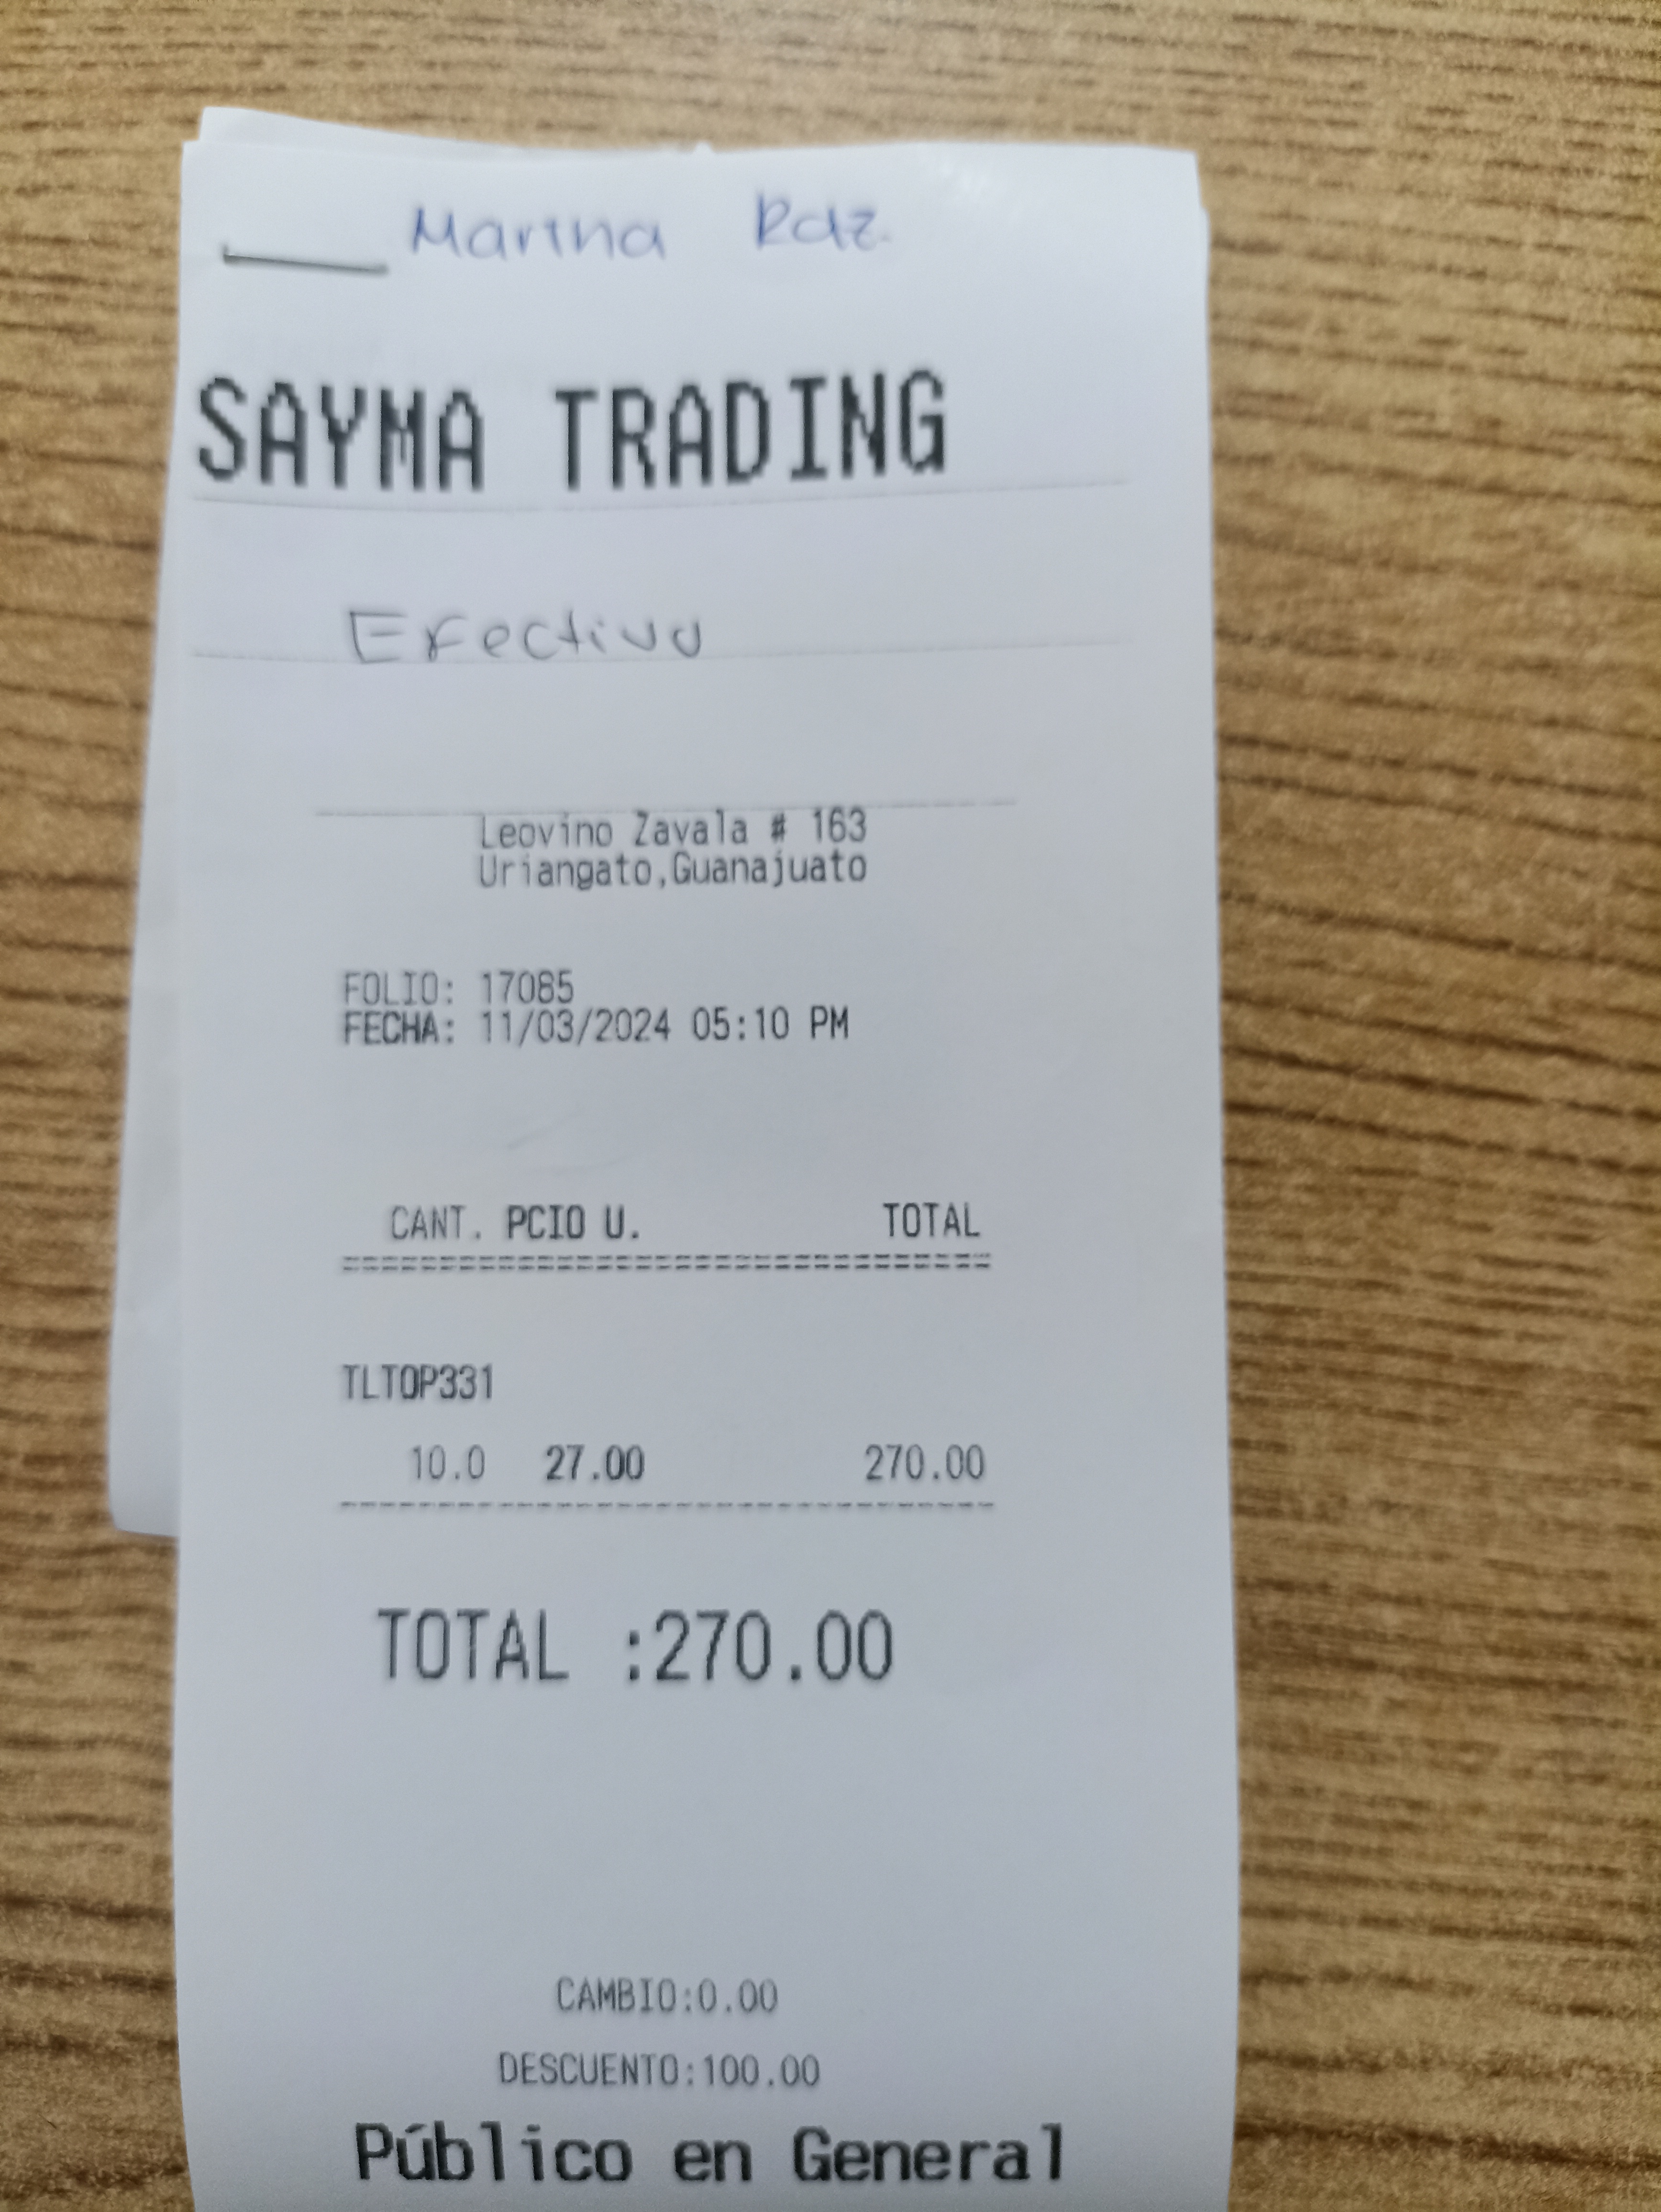 Martha Rdz.
SAYMA TRADING
Efectivo
Leovino Zavala # 163
Uriangato,Guanajuato
FOLIO: 17085
FECHA: 11/03/2024 05:10 PM
CANT. PCIO U. TOTAL
TLTOP331
10.0 27.00 270.00
TOTAL :270.00
CAMBIO:0.00
DESCUENTO:100.00
Público en General